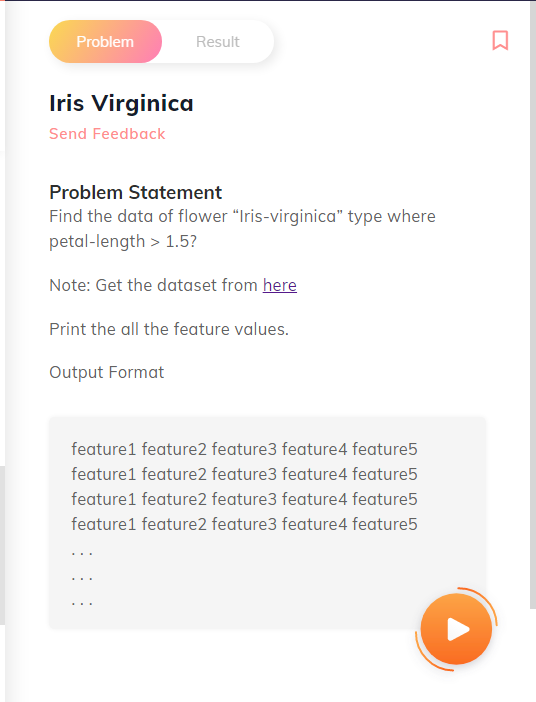 Problem Result
Iris Virginica
Send Feedback
Problem Statement
Find the data of flower “Iris-virginica” type where
petal-length > 1.5?
Note: Get the dataset from here
Print the all the feature values.
Output Format
feature1 feature2 feature3 feature4 feature5
feature1 feature2 feature3 feature4 feature5
feature1 feature2 feature3 feature4 feature5
feature1 feature2 feature3 feature4 feature5
. . .
. . .
. . .